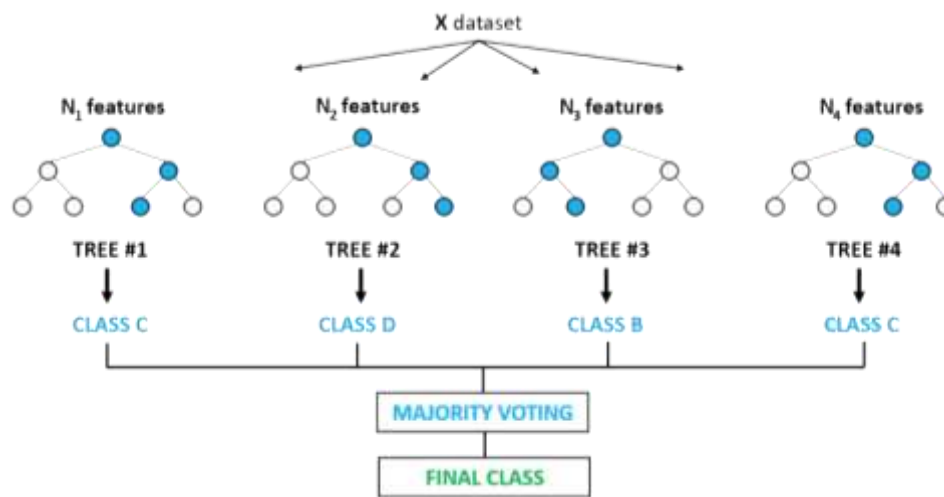 X dataset
N₁ features N₂ features N₃ features N₄ features
TREE #1 TREE #2 TREE #3 TREE #4
CLASS C CLASS D CLASS B CLASS C
MAJORITY VOTING
FINAL CLASS